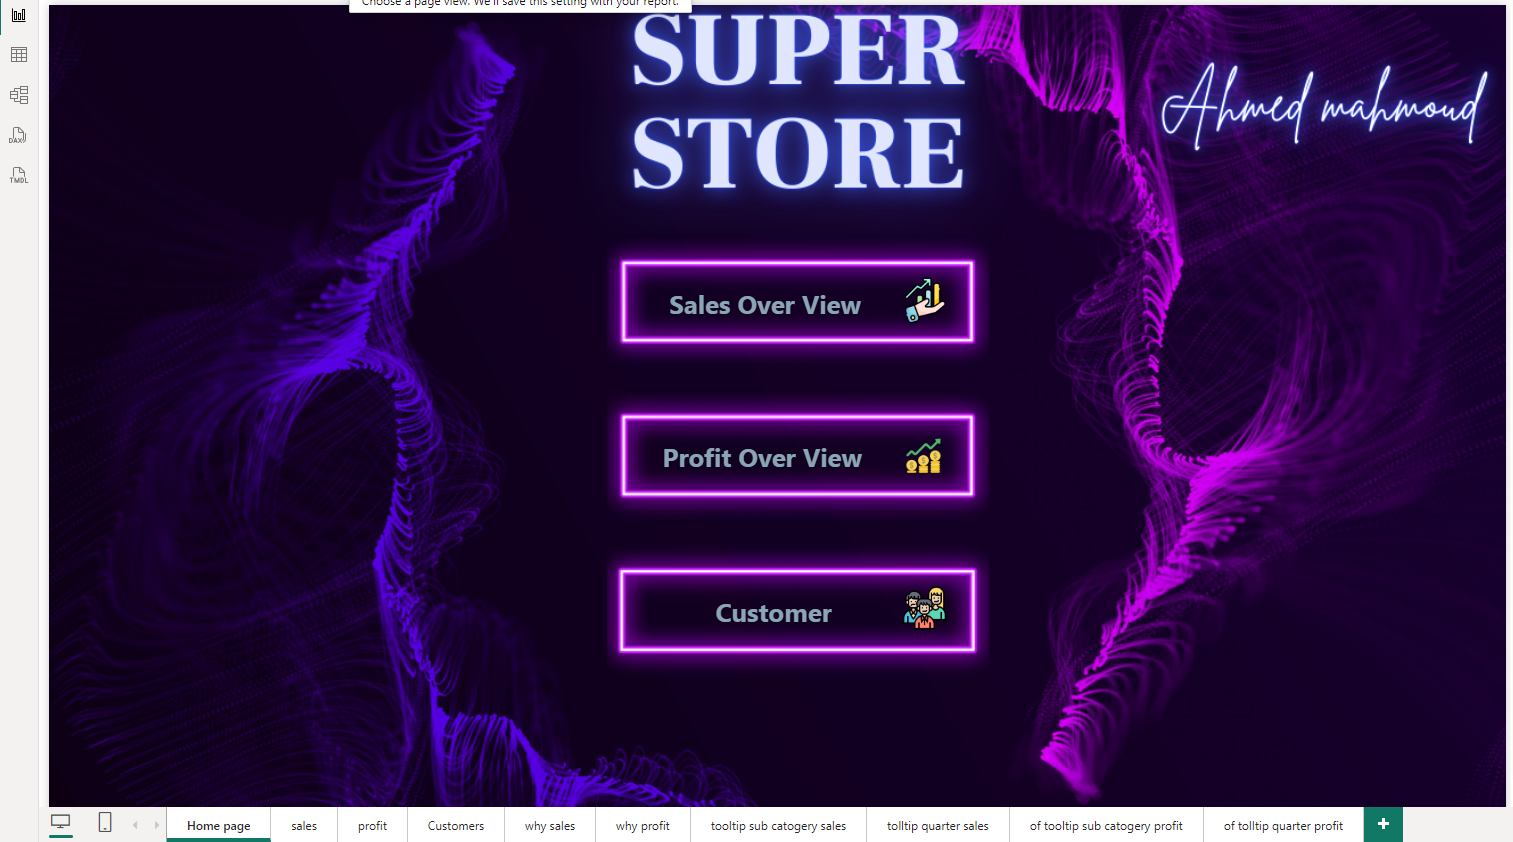 Choose a page view. We'll save this setting with your report.
SUPER
STORE
Ahmed mahmoud
Sales Over View
Profit Over View
Customer
DAX
TMDL
Home page
sales
profit
Customers
why sales
why profit
tooltip sub catogery sales
tolltip quarter sales
of tooltip sub catogery profit
of tolltip quarter profit